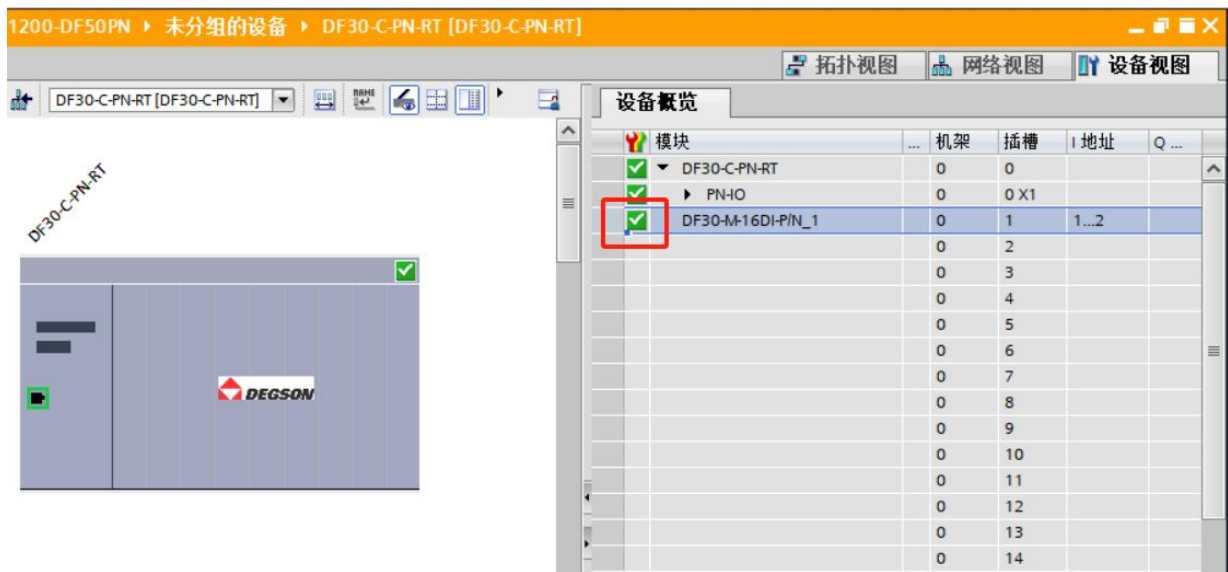 1200-DF50PN ▸ 未分组的设备 ▸ DF30-C-PN-RT [DF30-C-PN-RT]
拓扑视图 网络视图 设备视图
DF30-C-PN-RT [DF30-C-PN-RT]
设备概览
模块 ... 机架 插槽 I 地址 Q ...
DF30-C-PN-RT 0 0
PN-IO 0 0 X1
DF30-M-16DI-P/N_1 0 1 1...2
0 2
0 3
0 4
0 5
0 6
0 7
0 8
0 9
0 10
0 11
0 12
0 13
0 14
DF30-C-PN-RT
DEGSON